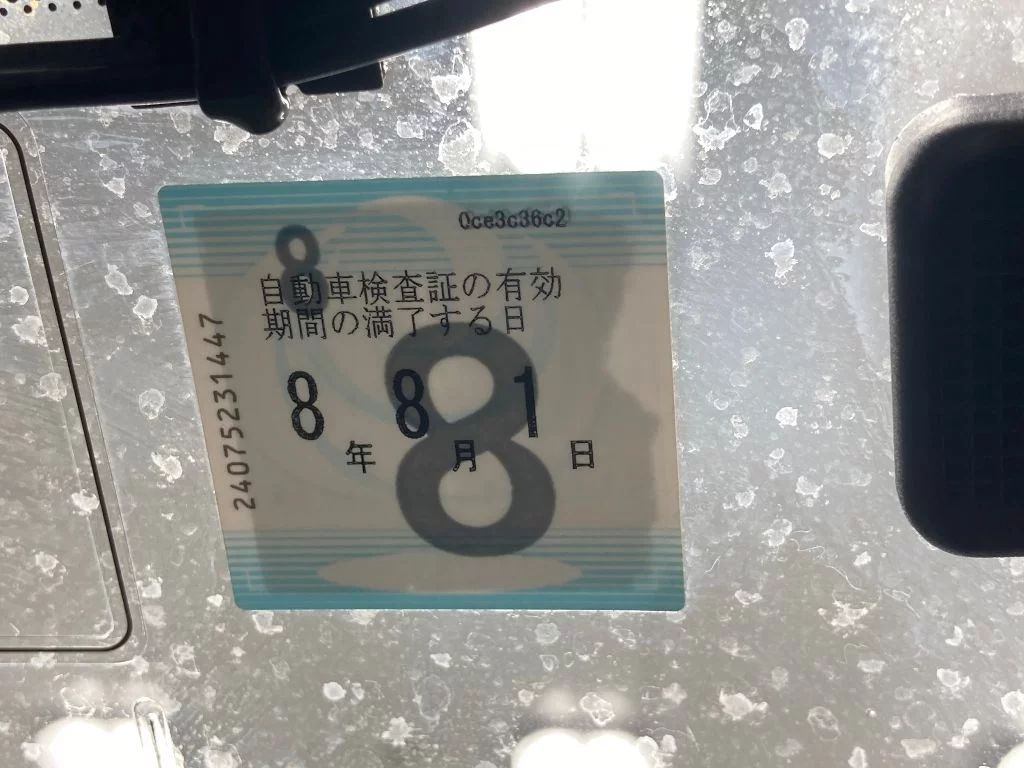 0ce3c36c2
8
自動車検査証の有効
期間の満了する日
8年8月1日
8
24075231447